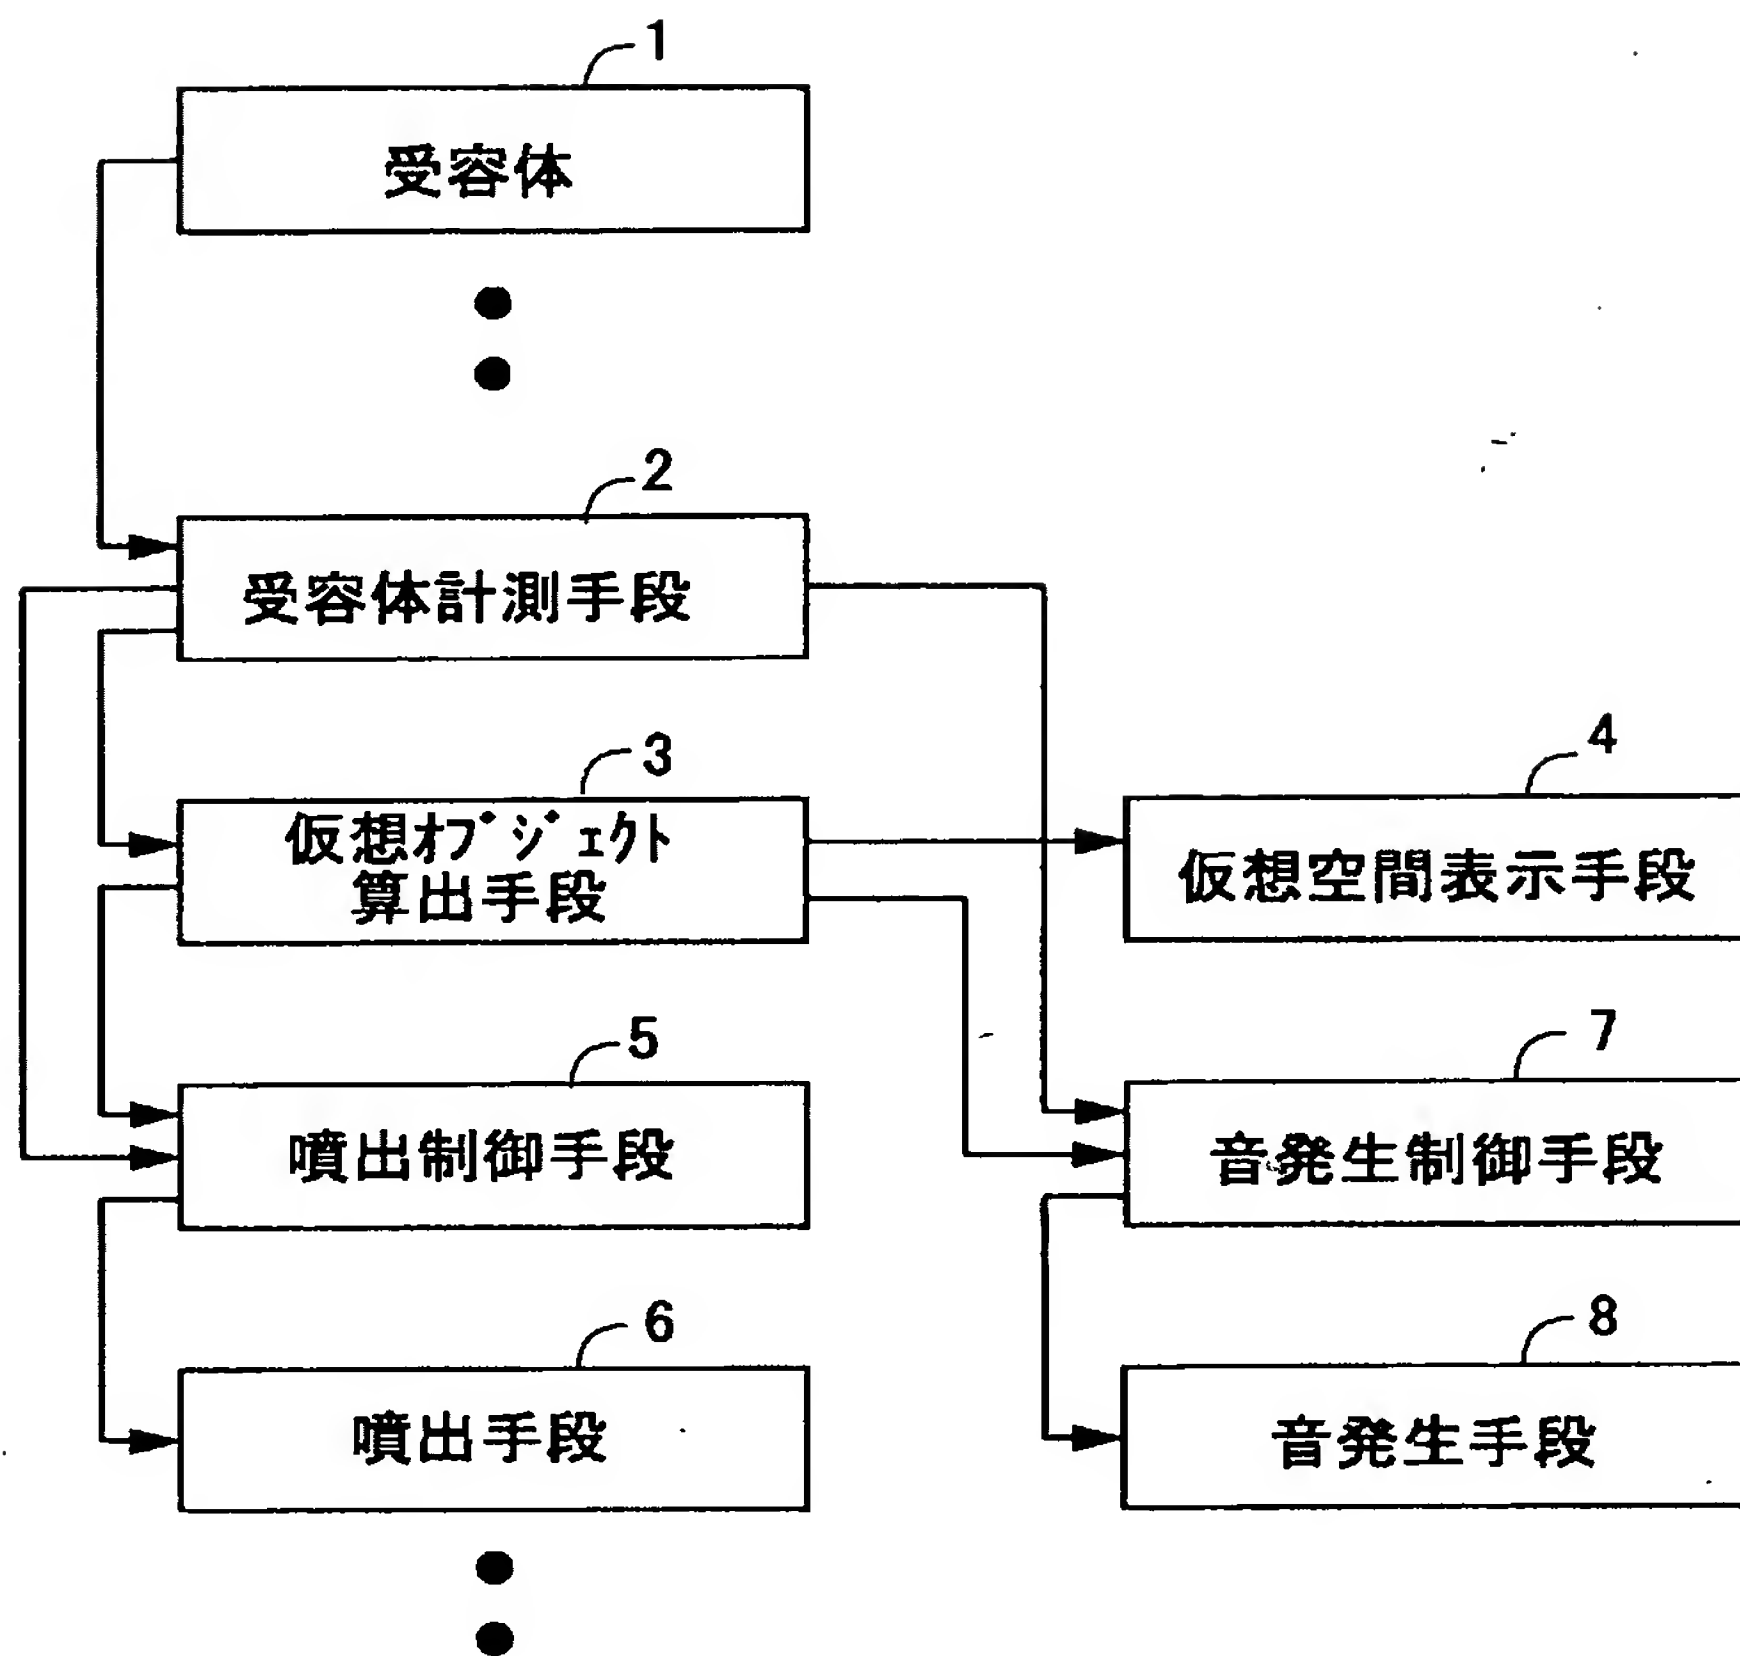 1
受容体
2
受容体計測手段
3
仮想ｵﾌﾞｼﾞｪｸﾄ
算出手段
4
仮想空間表示手段
5
噴出制御手段
7
音発生制御手段
6
噴出手段
8
音発生手段